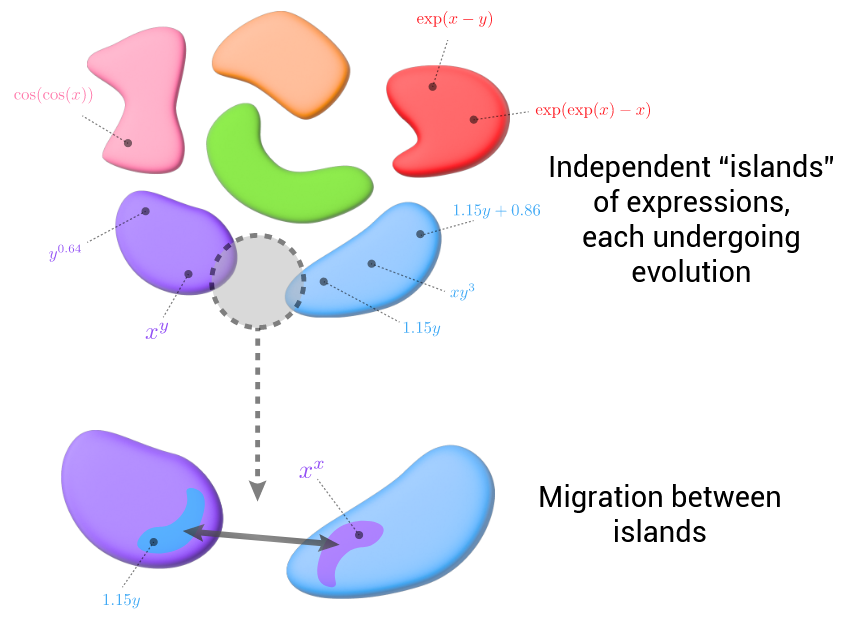 exp(x − y)
cos(cos(x))
exp(exp(x) − x)
Independent “islands”
of expressions,
each undergoing
evolution
1.15y + 0.86
y^0.64
xy^3
x^y
1.15y
x^x
Migration between
islands
1.15y